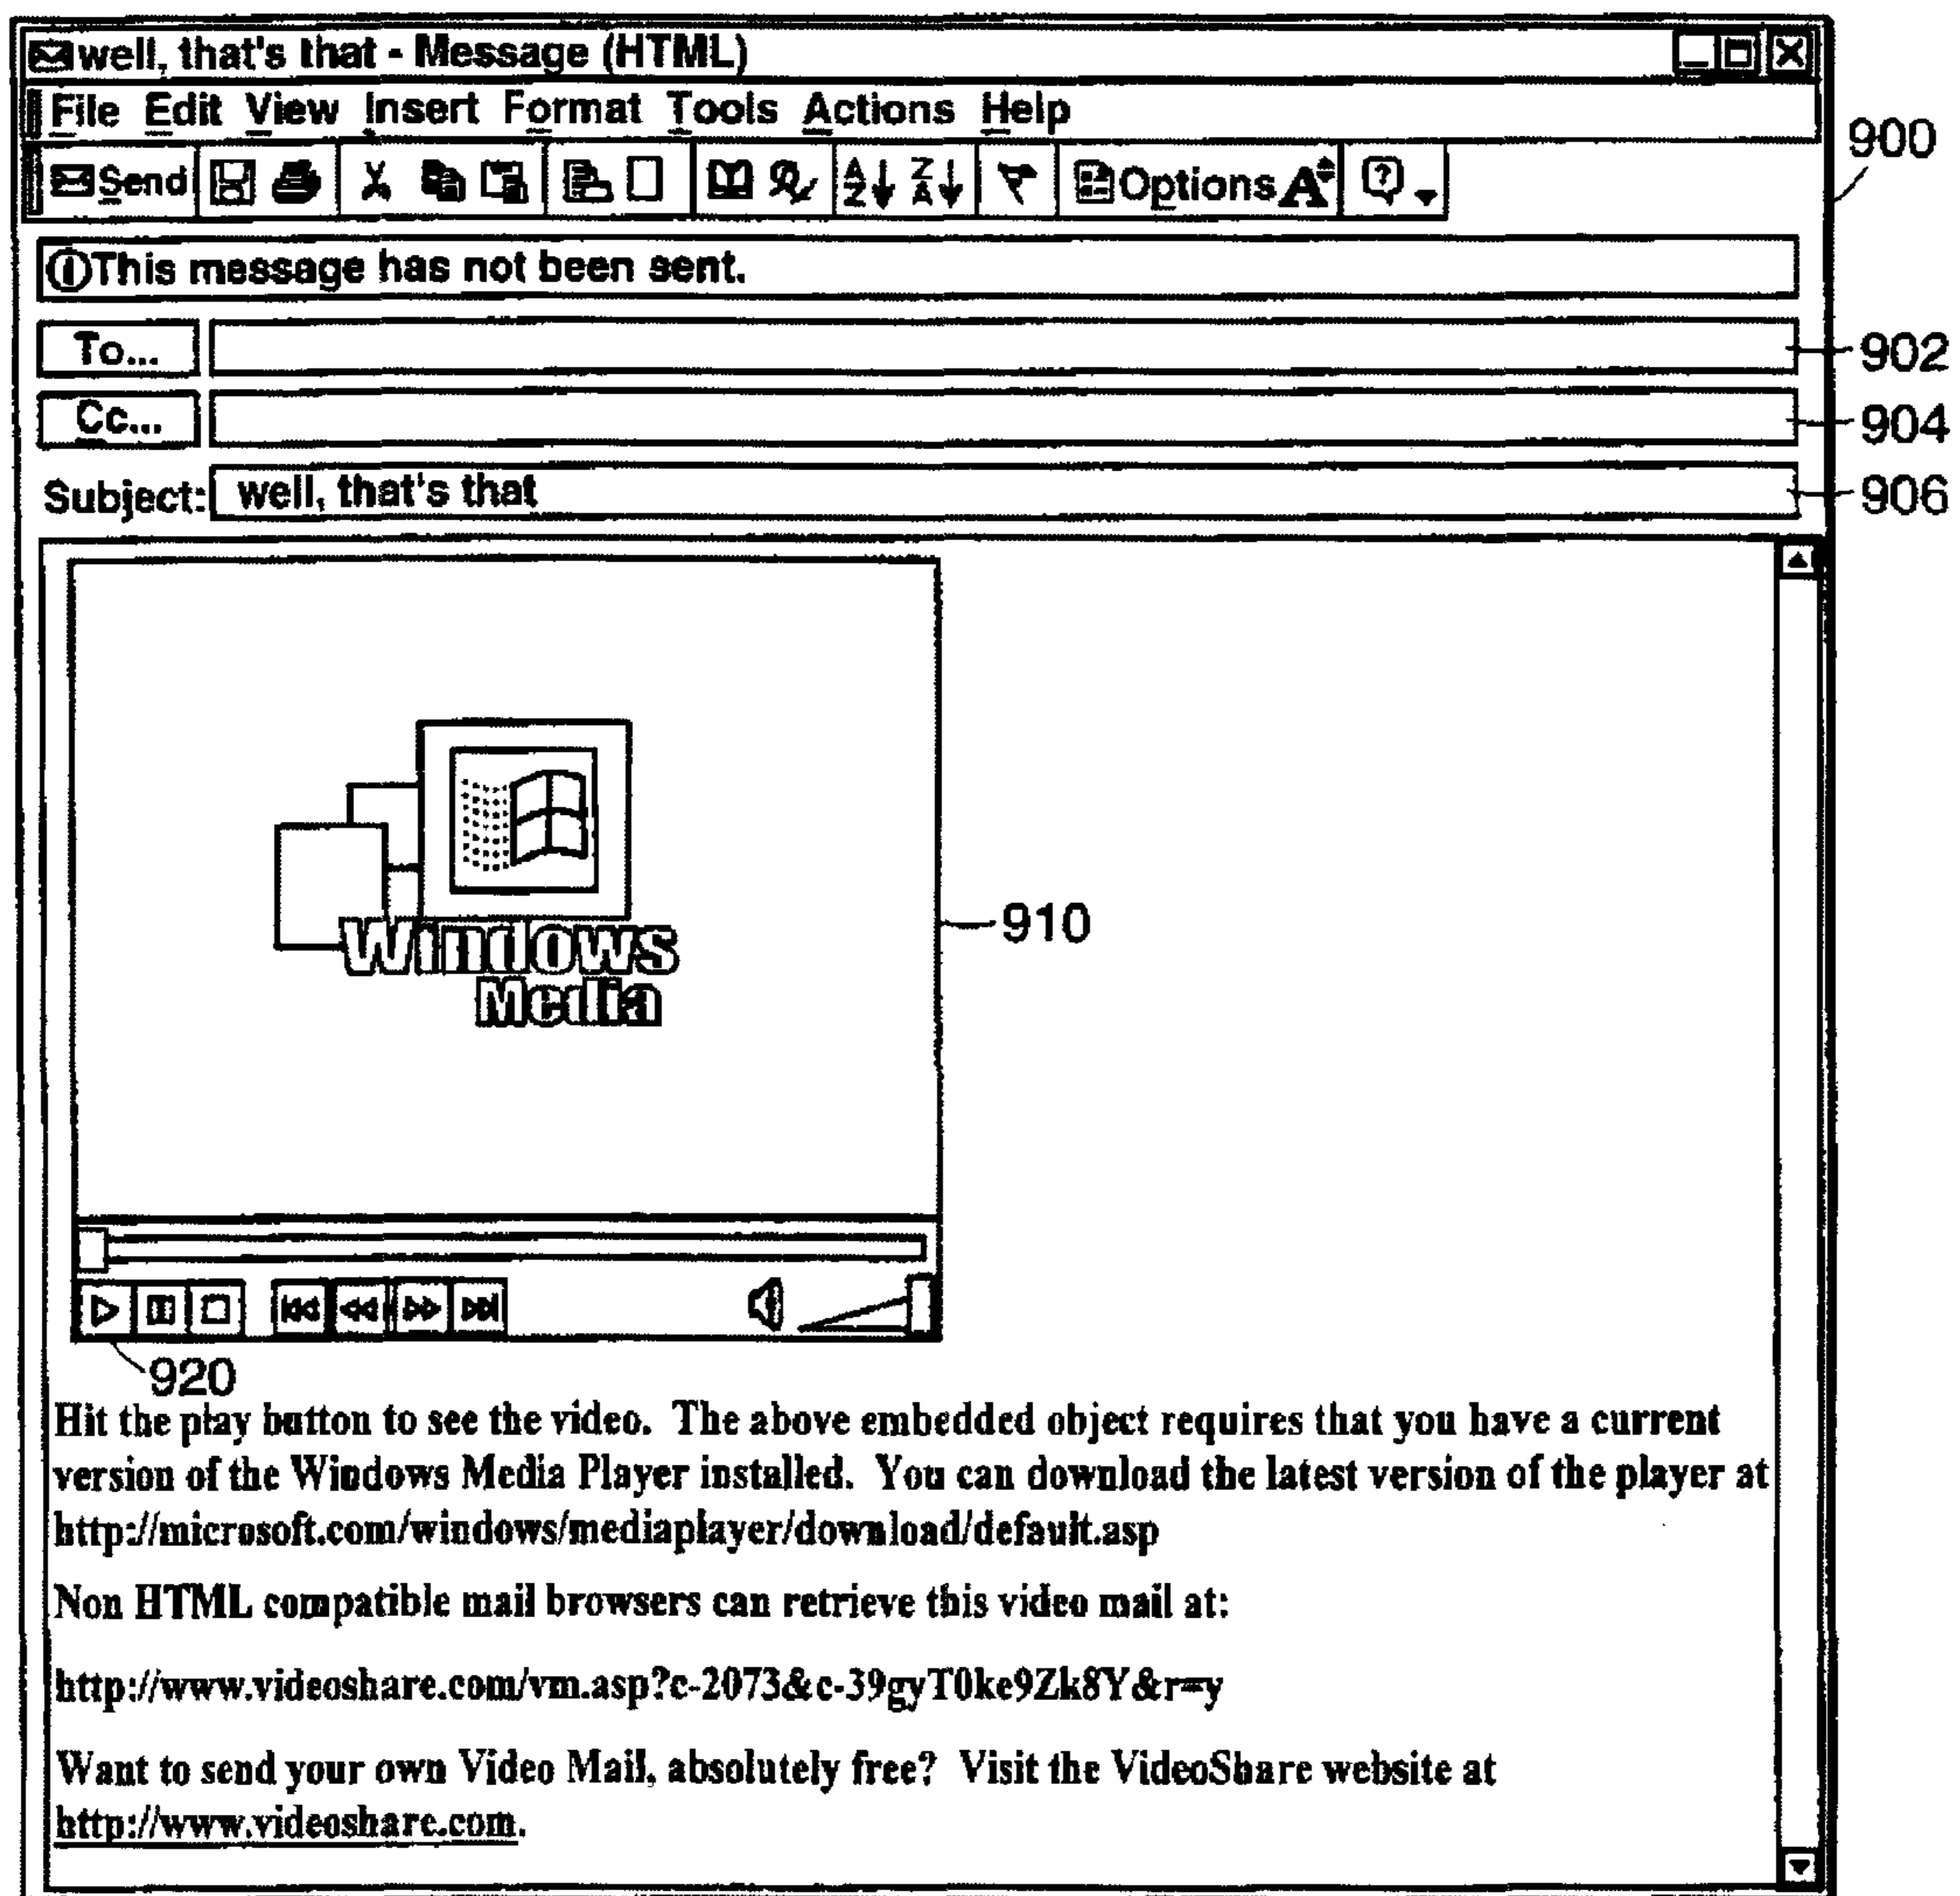 well, that's that - Message (HTML)
File Edit View Insert Format Tools Actions Help
900
Send
A
Z
Z
A
Options A
?
This message has not been sent.
To...
902
Cc...
904
Subject: well, that's that
906
Windows
Media
910
920
Hit the play button to see the video. The above embedded object requires that you have a current
version of the Windows Media Player installed. You can download the latest version of the player at
http://microsoft.com/windows/mediaplayer/download/default.asp
Non HTML compatible mail browsers can retrieve this video mail at:
http://www.videoshare.com/vm.asp?c-2073&c-39gyT0ke9Zk8Y&r=y
Want to send your own Video Mail, absolutely free? Visit the VideoShare website at
http://www.videoshare.com.